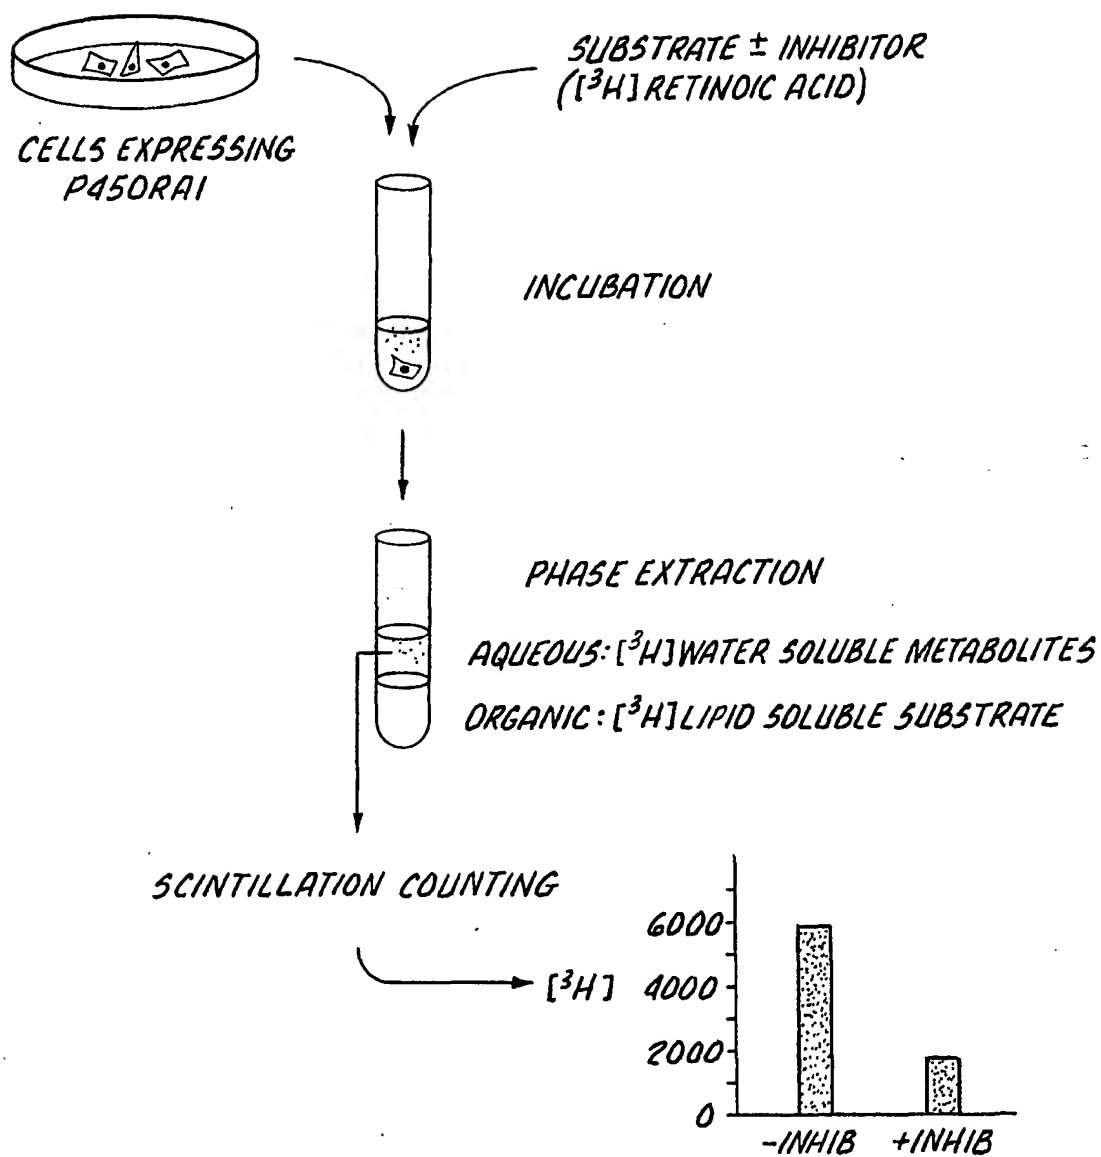 SUBSTRATE ± INHIBITOR
([³H] RETINOIC ACID)
CELLS EXPRESSING
P450RAI
INCUBATION
PHASE EXTRACTION
AQUEOUS: [³H] WATER SOLUBLE METABOLITES
ORGANIC: [³H] LIPID SOLUBLE SUBSTRATE
SCINTILLATION COUNTING
[³H]
6000
4000
2000
0
-INHIB +INHIB